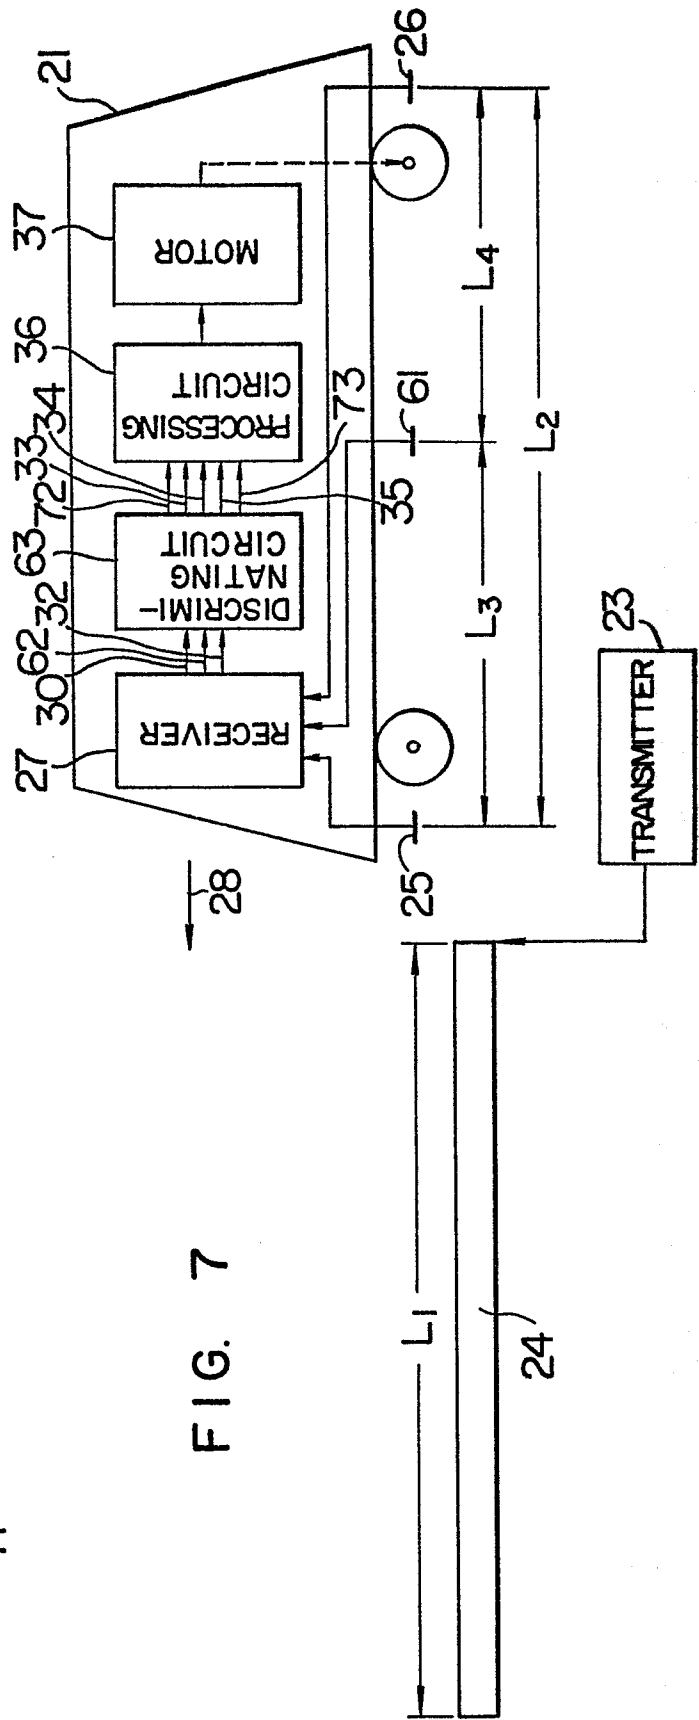 21
37
36
34
33
72
63
32
62
30
27
MOTOR
PROCESSING
CIRCUIT
DISCRIMI-
NATING
CIRCUIT
RECEIVER
28
73
35
26
61
25
L4
L3
L2
23
TRANSMITTER
L1
24
FIG. 7